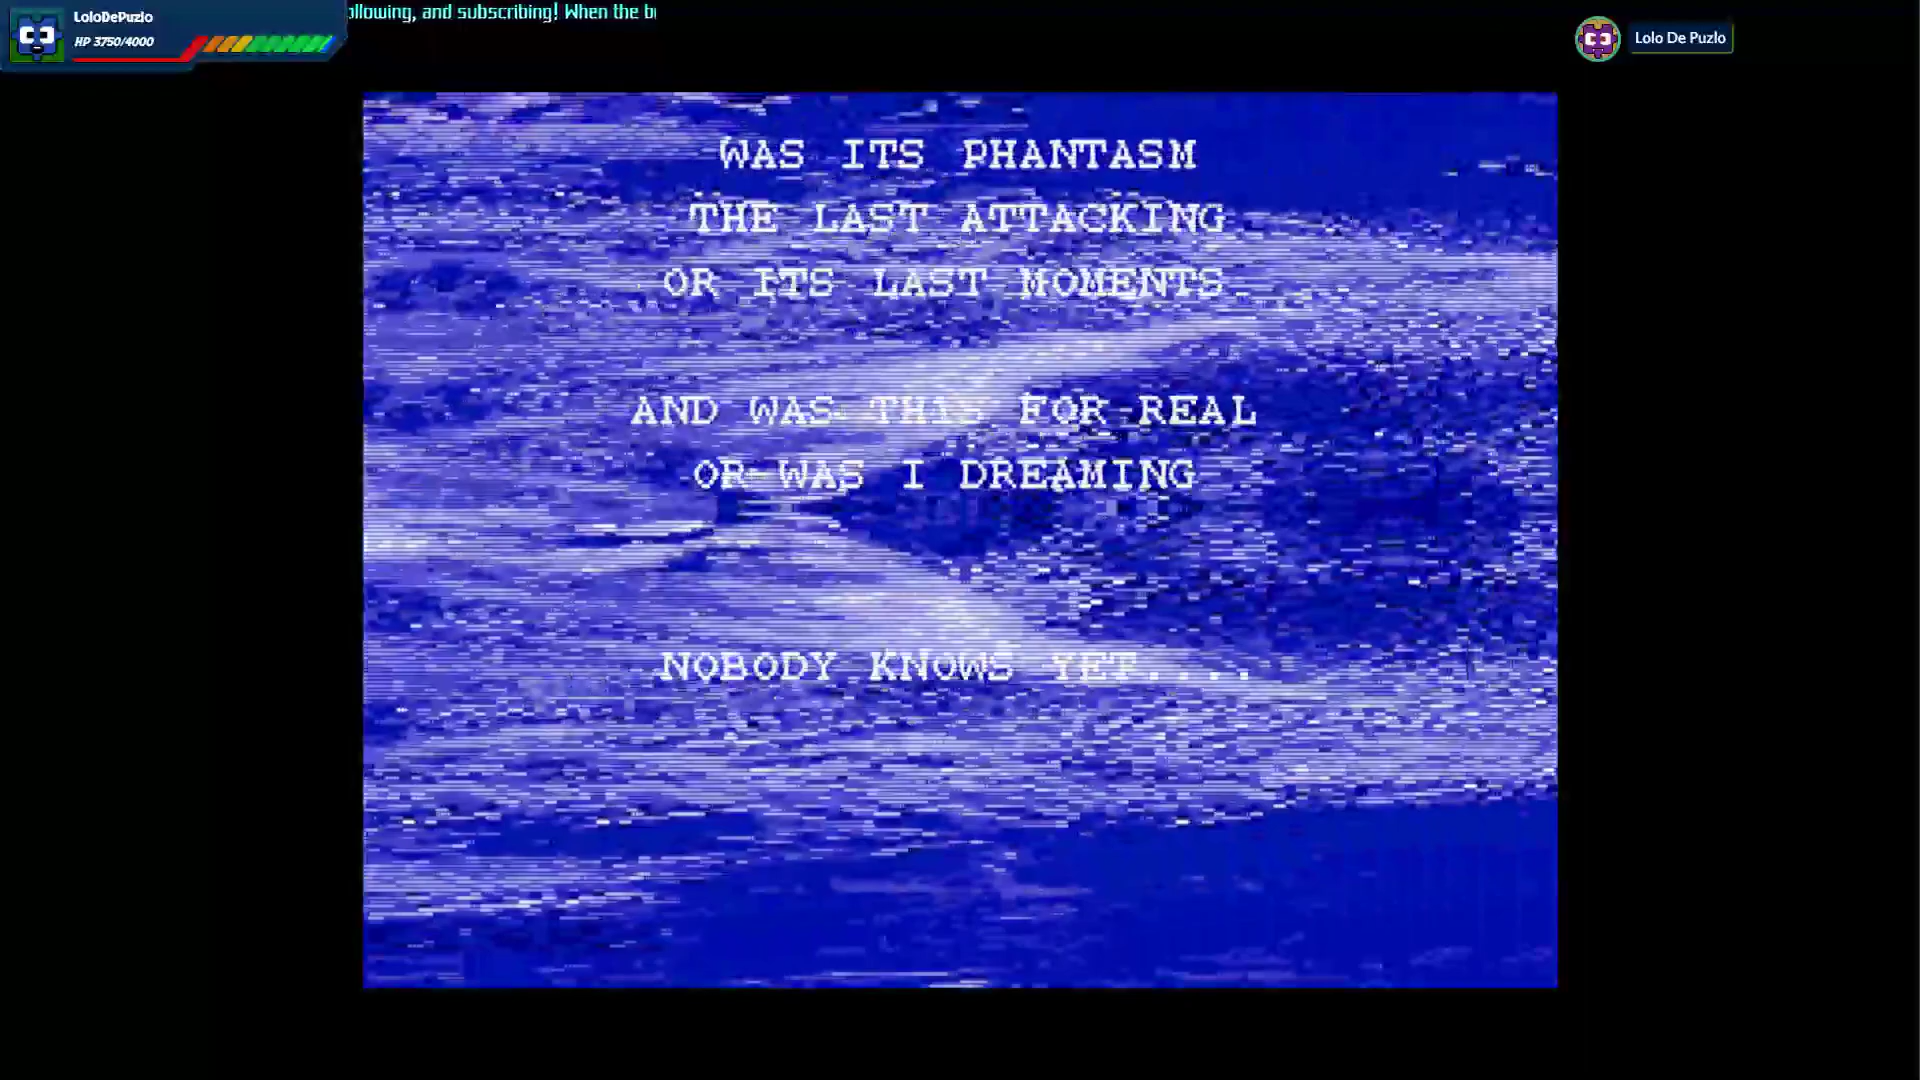 LoloDePuzlo
HP 3750/4000
ollowing, and subscribing! When the b
Lolo De Puzlo
WAS ITS PHANTASM
THE LAST ATTACKING
OR ITS LAST MOMENTS
AND WAS THIS FOR REAL
OR WAS I DREAMING
NOBODY KNOWS YET....